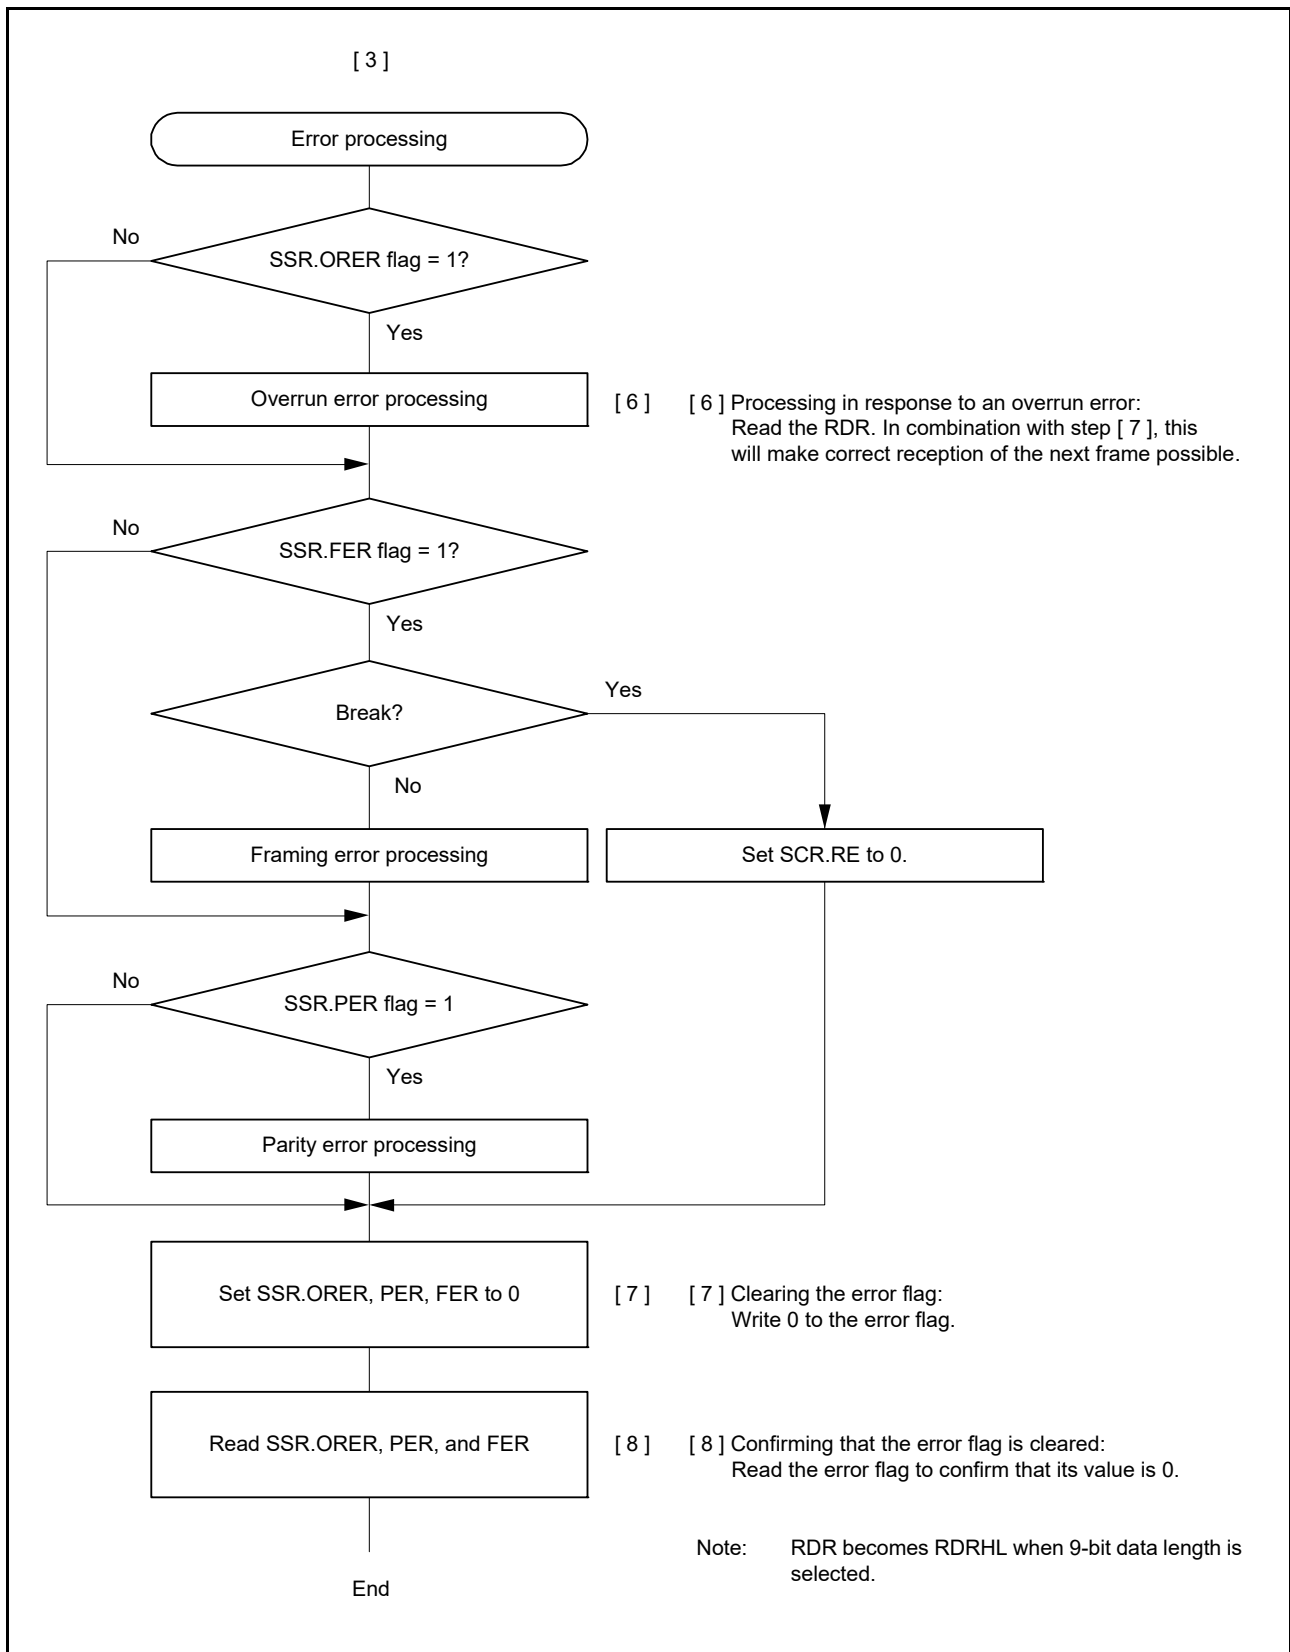 [ 3 ]
Error processing
No
SSR.ORER flag = 1?
Yes
Overrun error processing
[ 6 ]
[ 6 ] Processing in response to an overrun error:
Read the RDR. In combination with step [ 7 ], this
will make correct reception of the next frame possible.
No
SSR.FER flag = 1?
Yes
Break?
Yes
No
Framing error processing
Set SCR.RE to 0.
No
SSR.PER flag = 1
Yes
Parity error processing
Set SSR.ORER, PER, FER to 0
[ 7 ]
[ 7 ] Clearing the error flag:
Write 0 to the error flag.
Read SSR.ORER, PER, and FER
[ 8 ]
[ 8 ] Confirming that the error flag is cleared:
Read the error flag to confirm that its value is 0.
Note: RDR becomes RDRHL when 9-bit data length is
selected.
End